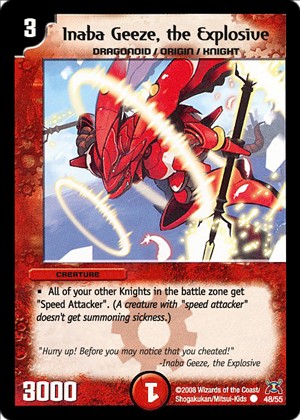 3
Inaba Geeze, the Explosive
DRAGONOID / ORIGIN / KNIGHT
CREATURE
▪ All of your other Knights in the battle zone get
"Speed Attacker". (A creature with "speed attacker"
doesn't get summoning sickness.)
"Hurry up! Before you may notice that you cheated!"
-Inaba Geeze, the Explosive
3000
1
©2008 Wizards of the Coast/
Shogakukan/Mitsui-Kids ● 48/55